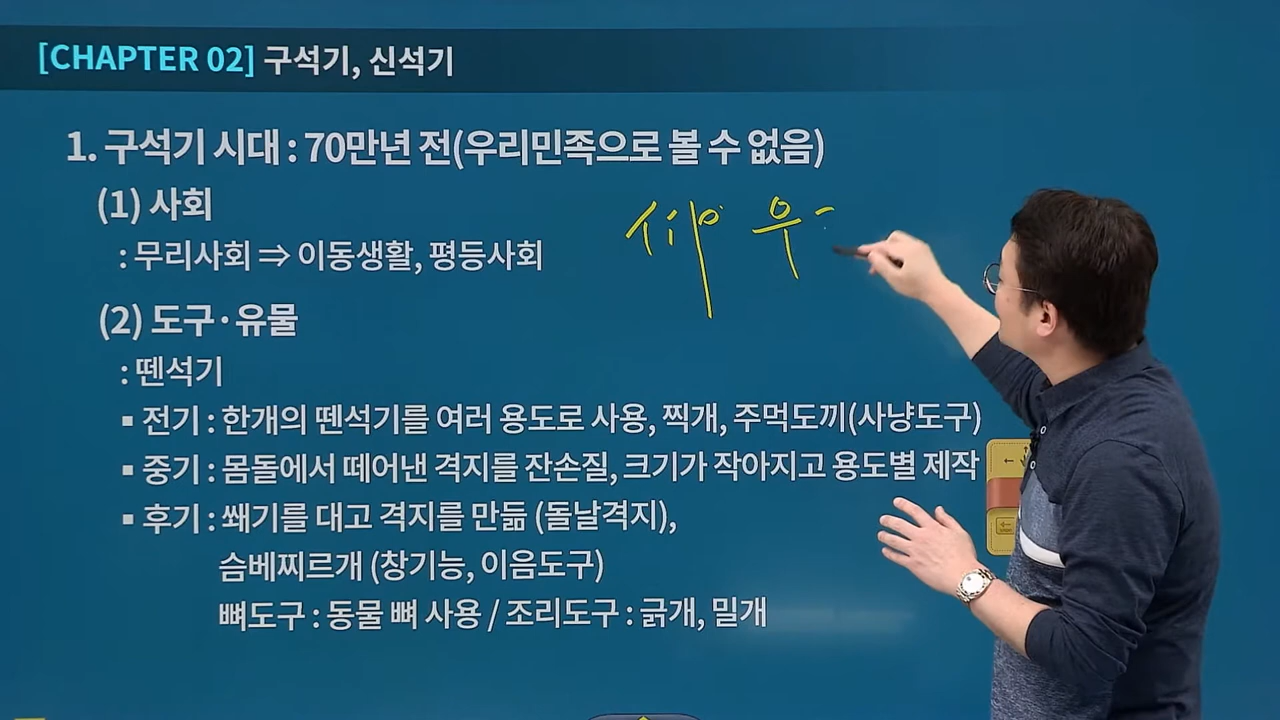 [CHAPTER 02] 구석기, 신석기
1. 구석기 시대 : 70만년 전(우리민족으로 볼 수 없음)
(1) 사회
: 무리사회 ⇒ 이동생활, 평등사회
(2) 도구·유물
: 뗀석기
▪ 전기 : 한개의 뗀석기를 여러 용도로 사용, 찍개, 주먹도끼(사냥도구)
▪ 중기 : 몸돌에서 떼어낸 격지를 잔손질, 크기가 작아지고 용도별 제작
▪ 후기 : 쐐기를 대고 격지를 만듦 (돌날격지),
슴베찌르개 (창기능, 이음도구)
뼈도구 : 동물 뼈 사용 / 조리도구 : 긁개, 밀개